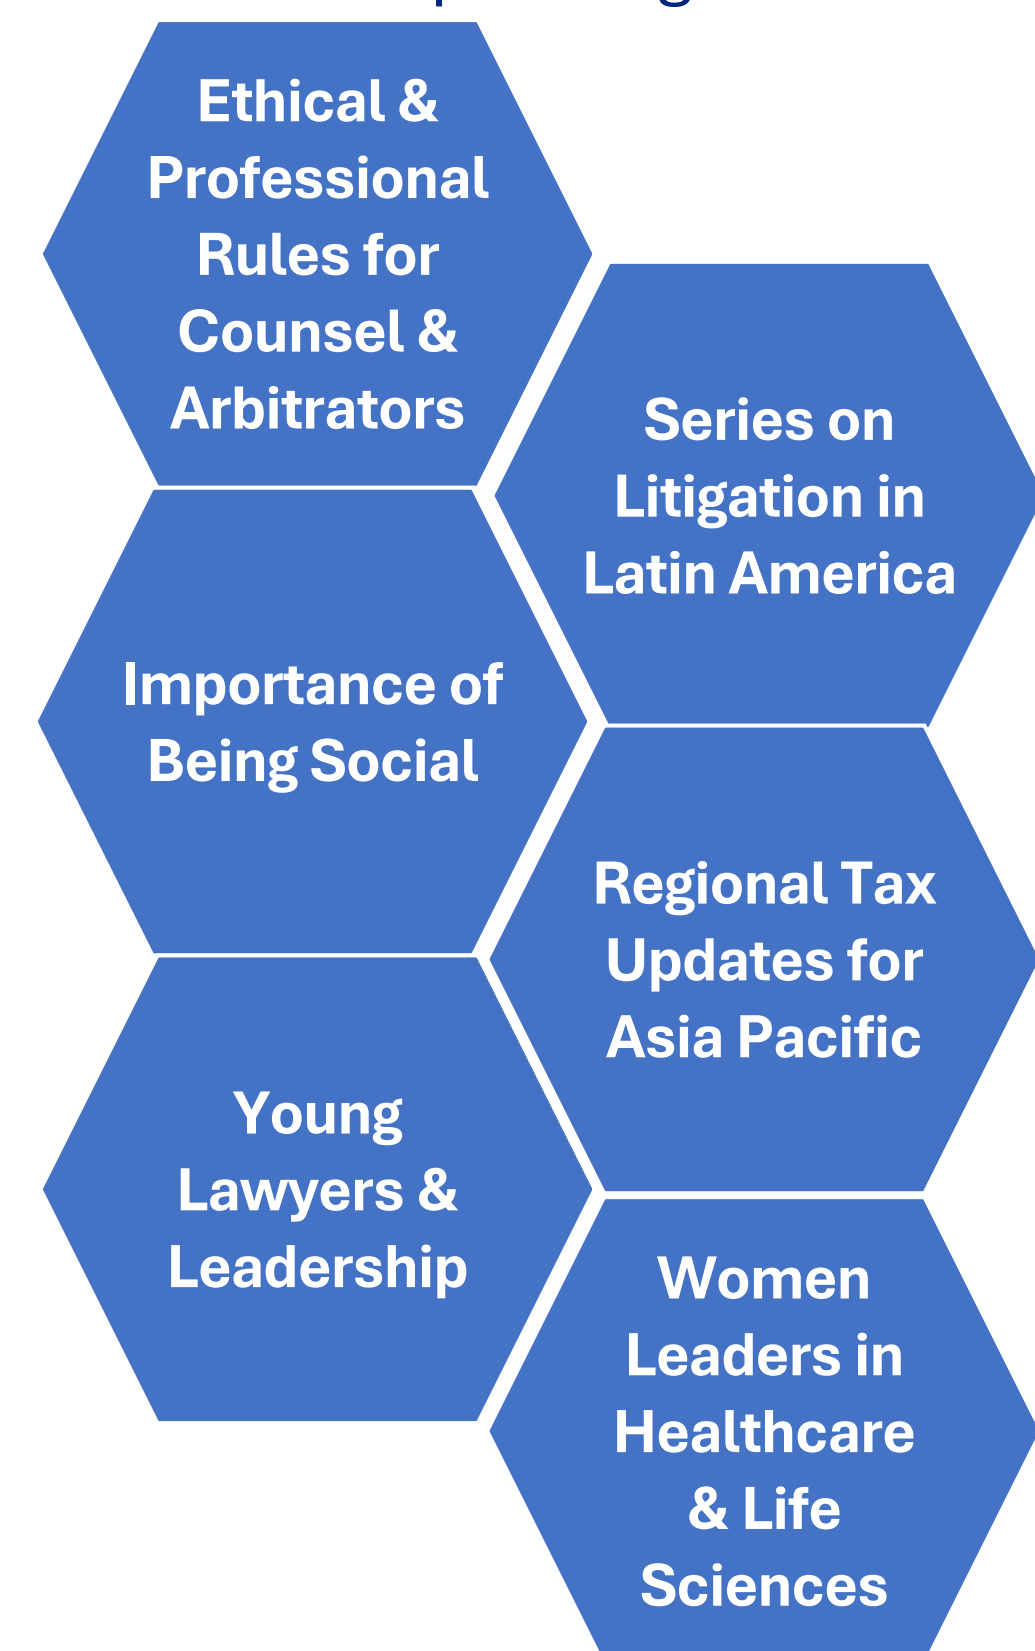 Ethical &
Professional
Rules for
Counsel &
Arbitrators
Series on
Litigation in
Latin America
Importance of
Being Social
Regional Tax
Updates for
Asia Pacific
Young
Lawyers &
Leadership
Women
Leaders in
Healthcare
& Life
Sciences